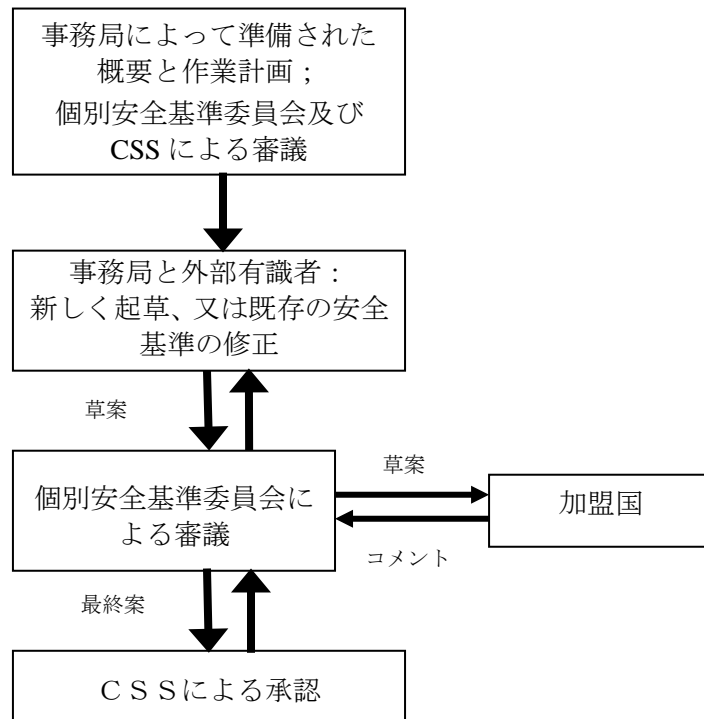 事務局によって準備された
概要と作業計画；
個別安全基準委員会及び
CSS による審議
事務局と外部有識者：
新しく起草、又は既存の安全
基準の修正
草案
個別安全基準委員会に
よる審議
草案
加盟国
コメント
最終案
ＣＳＳによる承認